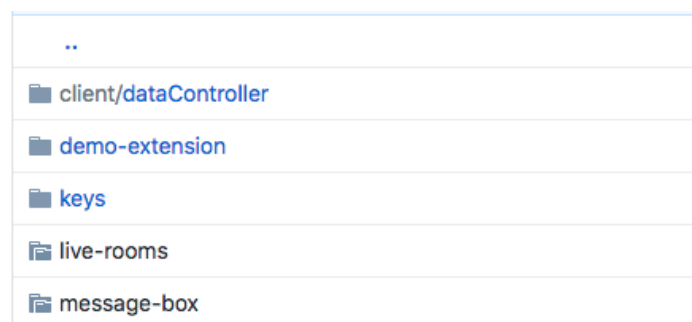 ..
client/dataController
demo-extension
keys
live-rooms
message-box